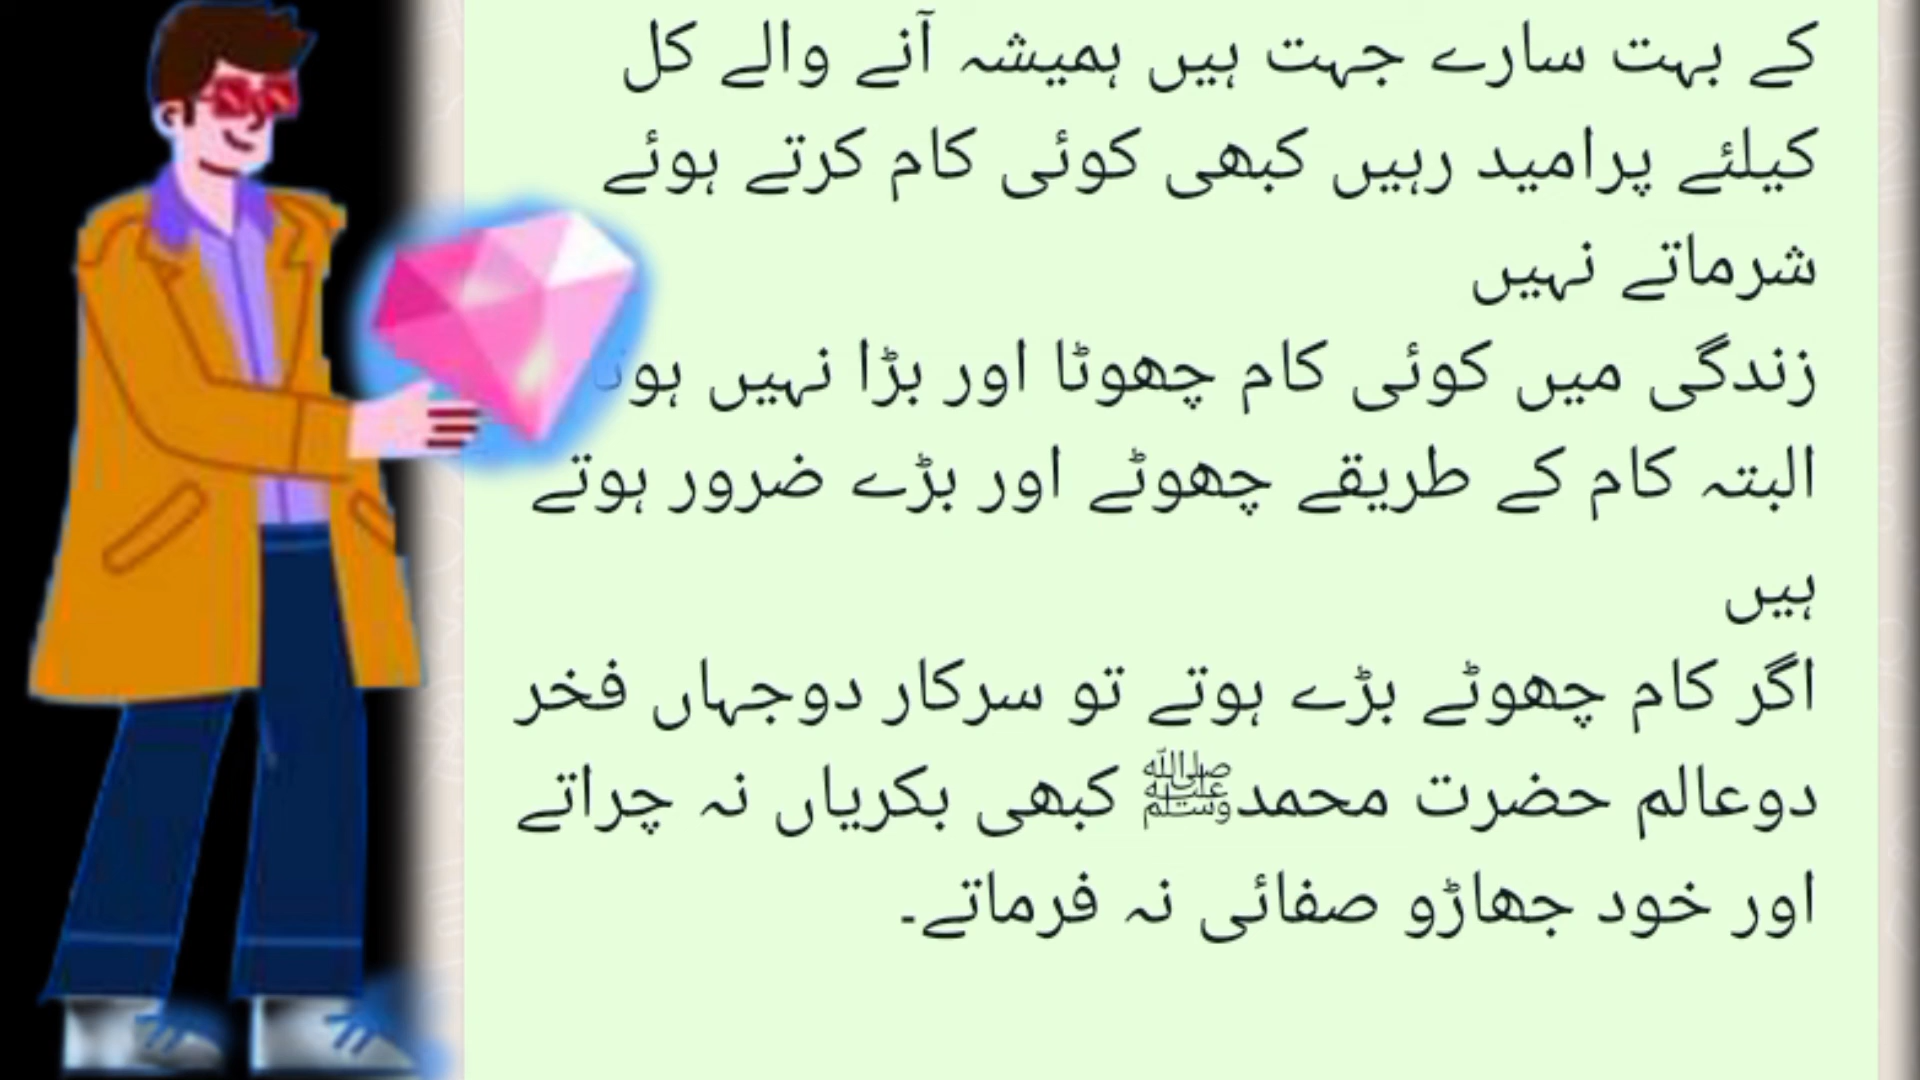 کے بہت سارے جہت ہیں ہمیشہ آنے والے کل
کیلئے پرامید رہیں کبھی کوئی کام کرتے ہوئے
شرماتے نہیں
زندگی میں کوئی کام چھوٹا اور بڑا نہیں
البتہ کام کے طریقے چھوٹے اور بڑے ضرور ہوتے
ہیں
اگر کام چھوٹے بڑے ہوتے تو سرکار دوجہاں فخر
دوعالم حضرت محمدﷺ کبھی بکریاں نہ چراتے
اور خود جھاڑو صفائی نہ فرماتے۔